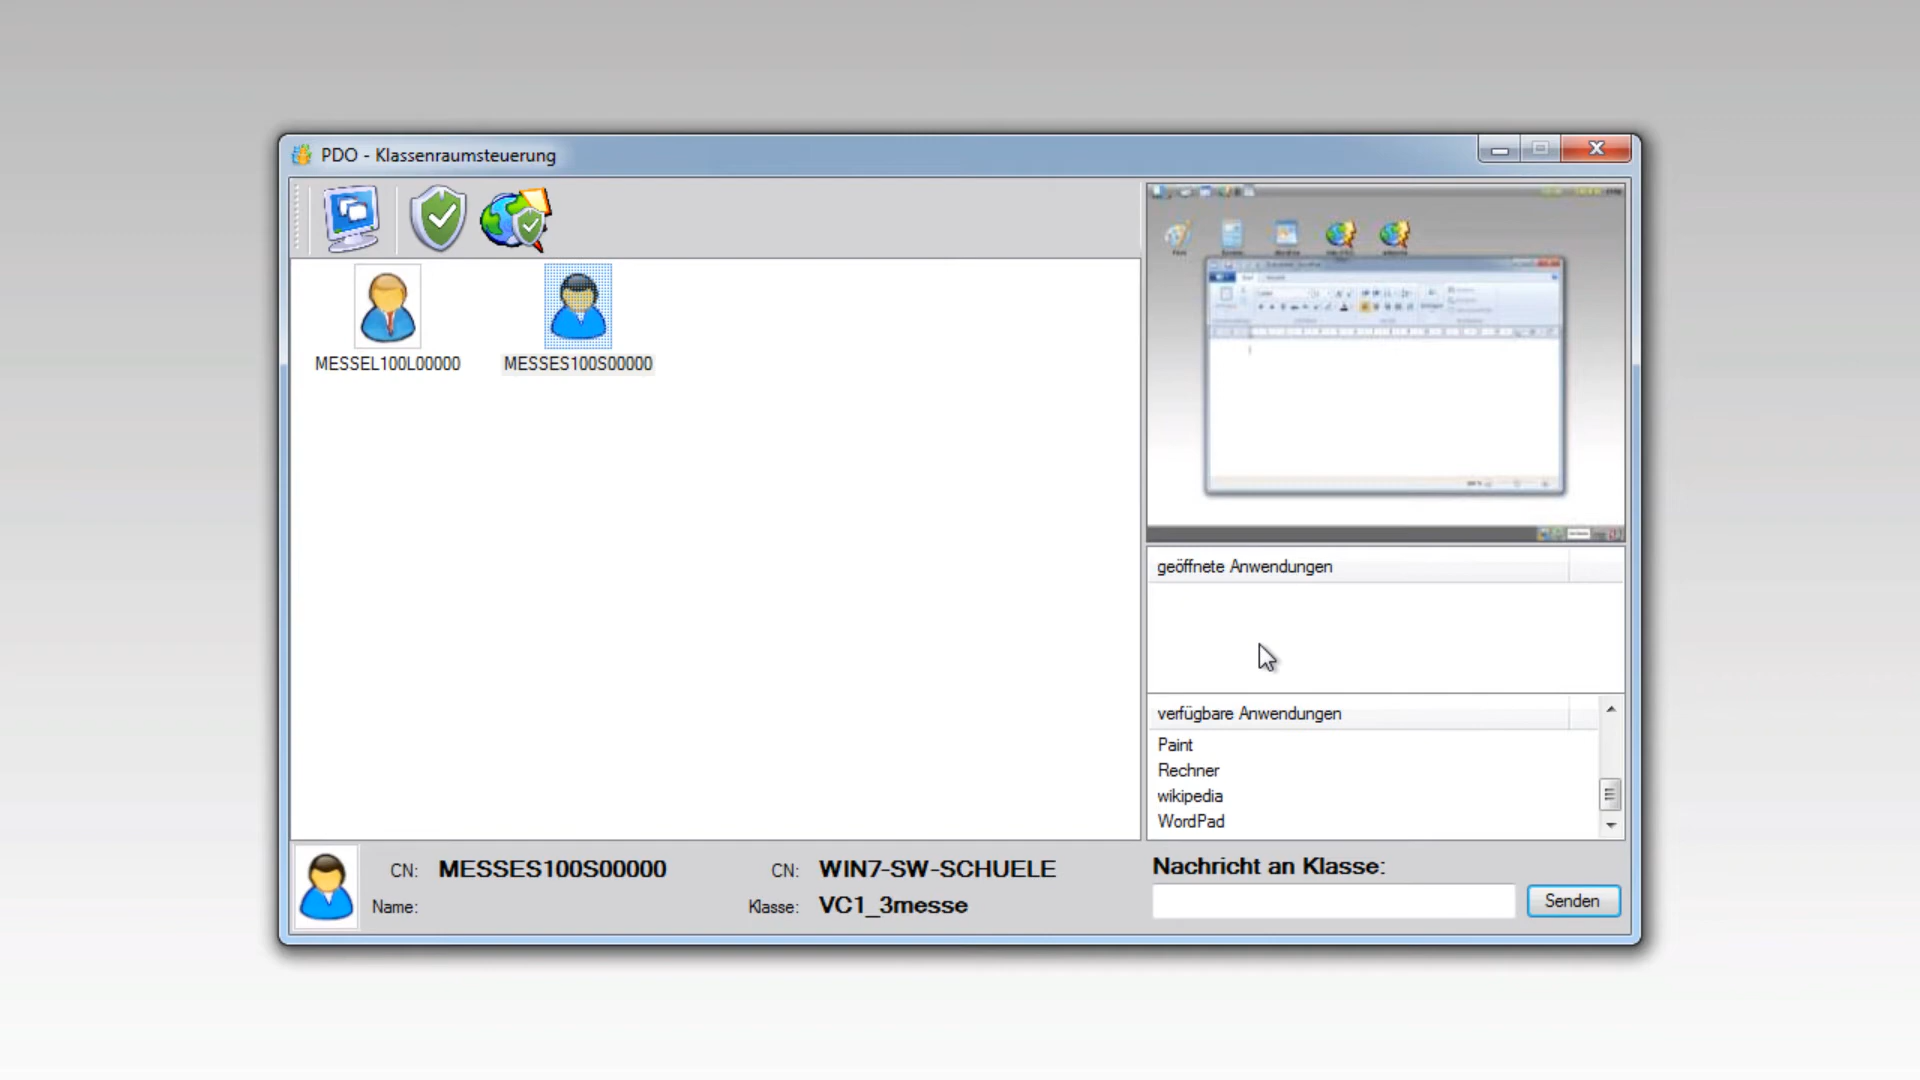 PDO - Klassenraumsteuerung
MESSEL100L00000
MESSES100S00000
geöffnete Anwendungen
verfügbare Anwendungen
Paint
Rechner
wikipedia
WordPad
CN: MESSES100S00000 CN: WIN7-SW-SCHUELE
Name: Klasse: VC1_3messe
Nachricht an Klasse:
Senden